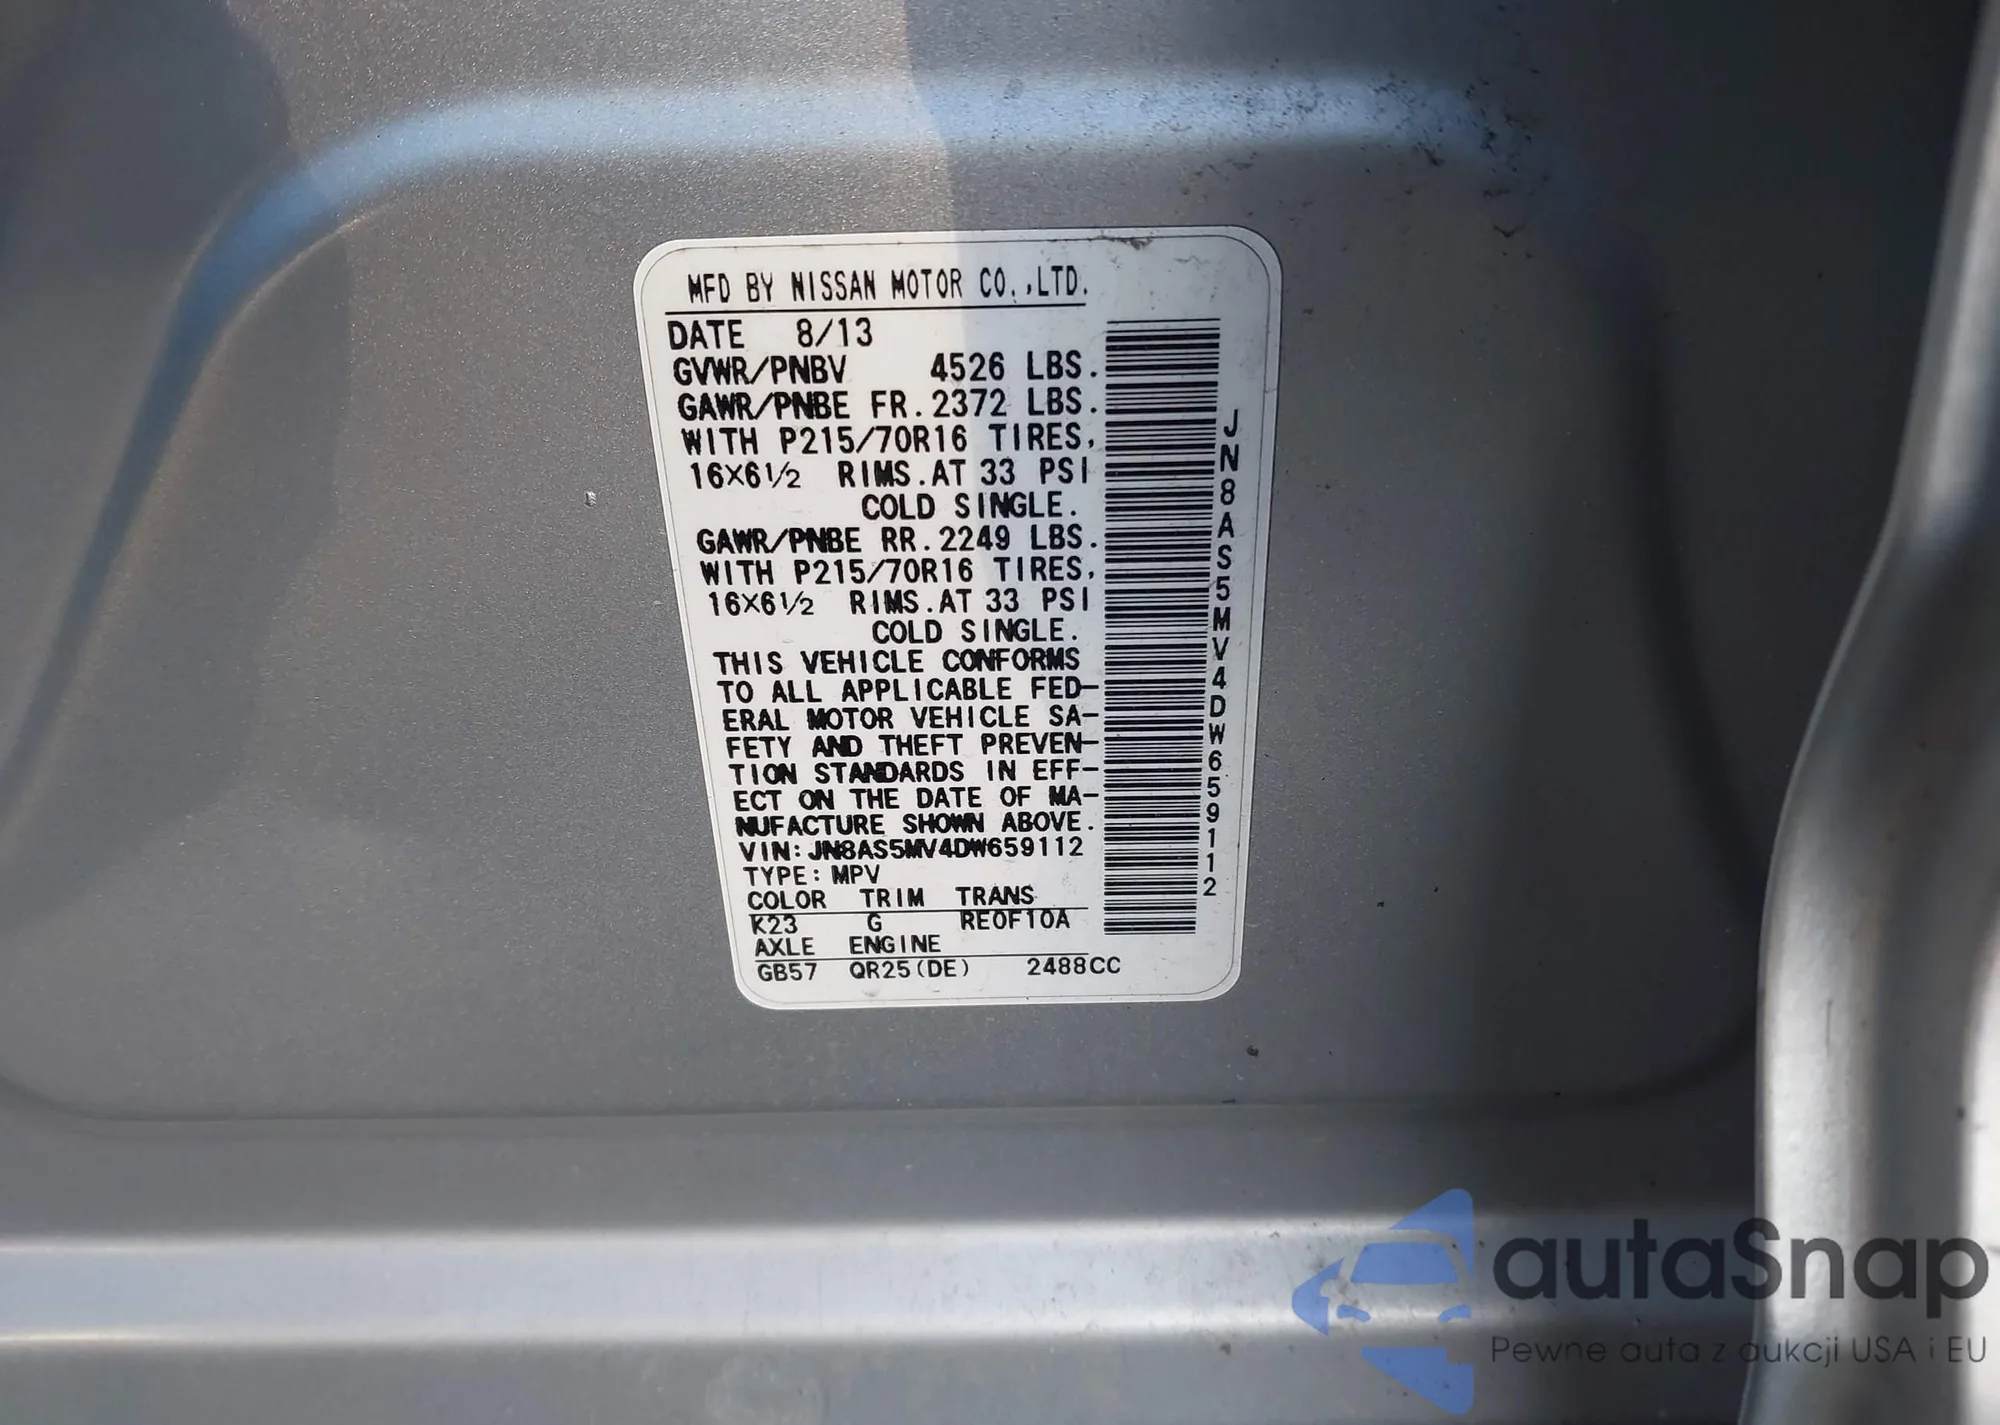 MFD BY NISSAN MOTOR CO.,LTD.
DATE 8/13
GVWR/PNBV 4526 LBS.
GAWR/PNBE FR.2372 LBS.
WITH P215/70R16 TIRES,
16X6½ RIMS.AT 33 PSI
COLD SINGLE.
GAWR/PNBE RR.2249 LBS.
WITH P215/70R16 TIRES,
16X6½ RIMS.AT 33 PSI
COLD SINGLE.
THIS VEHICLE CONFORMS
TO ALL APPLICABLE FED-
ERAL MOTOR VEHICLE SA-
FETY AND THEFT PREVEN-
TION STANDARDS IN EFF-
ECT ON THE DATE OF MA-
NUFACTURE SHOWN ABOVE.
VIN:JN8AS5MV4DW659112
TYPE:MPV
COLOR TRIM TRANS
K23 G RE0F10A
AXLE ENGINE
GB57 QR25(DE) 2488CC
JN8AS5MV4DW659112
autaSnap
Pewne auta z aukcji USA i EU